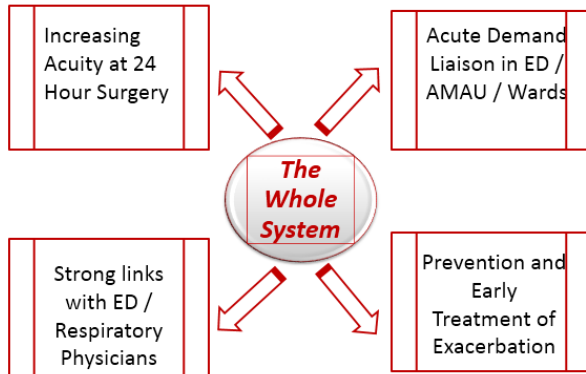 Increasing
Acuity at 24
Hour Surgery
Acute Demand
Liaison in ED /
AMAU / Wards
The
Whole
System
Strong links
with ED /
Respiratory
Physicians
Prevention and
Early
Treatment of
Exacerbation